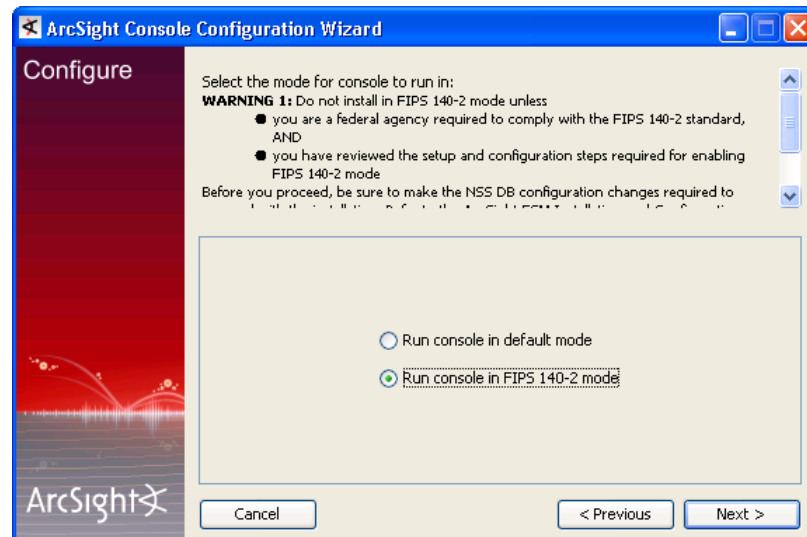 ArcSight Console Configuration Wizard
Configure
Select the mode for console to run in:
WARNING 1: Do not install in FIPS 140-2 mode unless
● you are a federal agency required to comply with the FIPS 140-2 standard,
AND
● you have reviewed the setup and configuration steps required for enabling
FIPS 140-2 mode
Before you proceed, be sure to make the NSS DB configuration changes required to
Run console in default mode
Run console in FIPS 140-2 mode
ArcSight
Cancel
< Previous
Next >